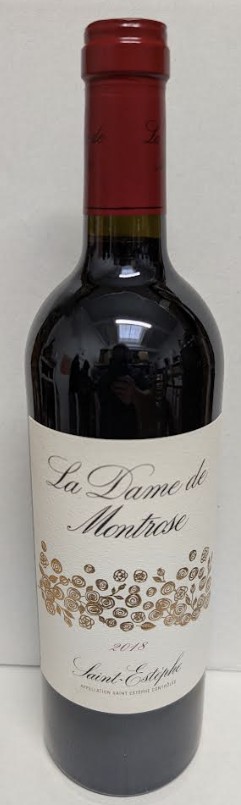 La Dame de
Montrose
2018
Saint-Estèphe
APPELLATION SAINT-ESTÈPHE CONTRÔLÉE